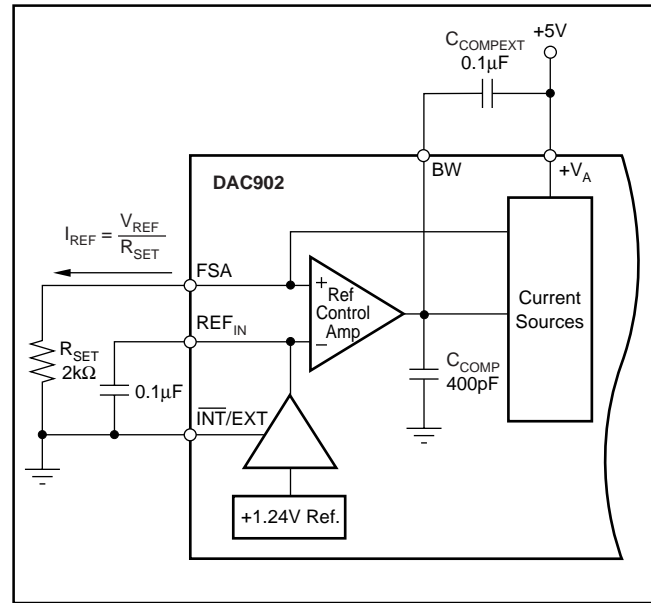 +5V
C_COMPEXT
0.1µF
BW
+V_A
DAC902
I_REF = V_REF / R_SET
FSA
+
Ref
Control
Amp
REF_IN
–
Current
Sources
R_SET
2kΩ
0.1µF
C_COMP
400pF
I̅N̅T̅/EXT
+1.24V Ref.